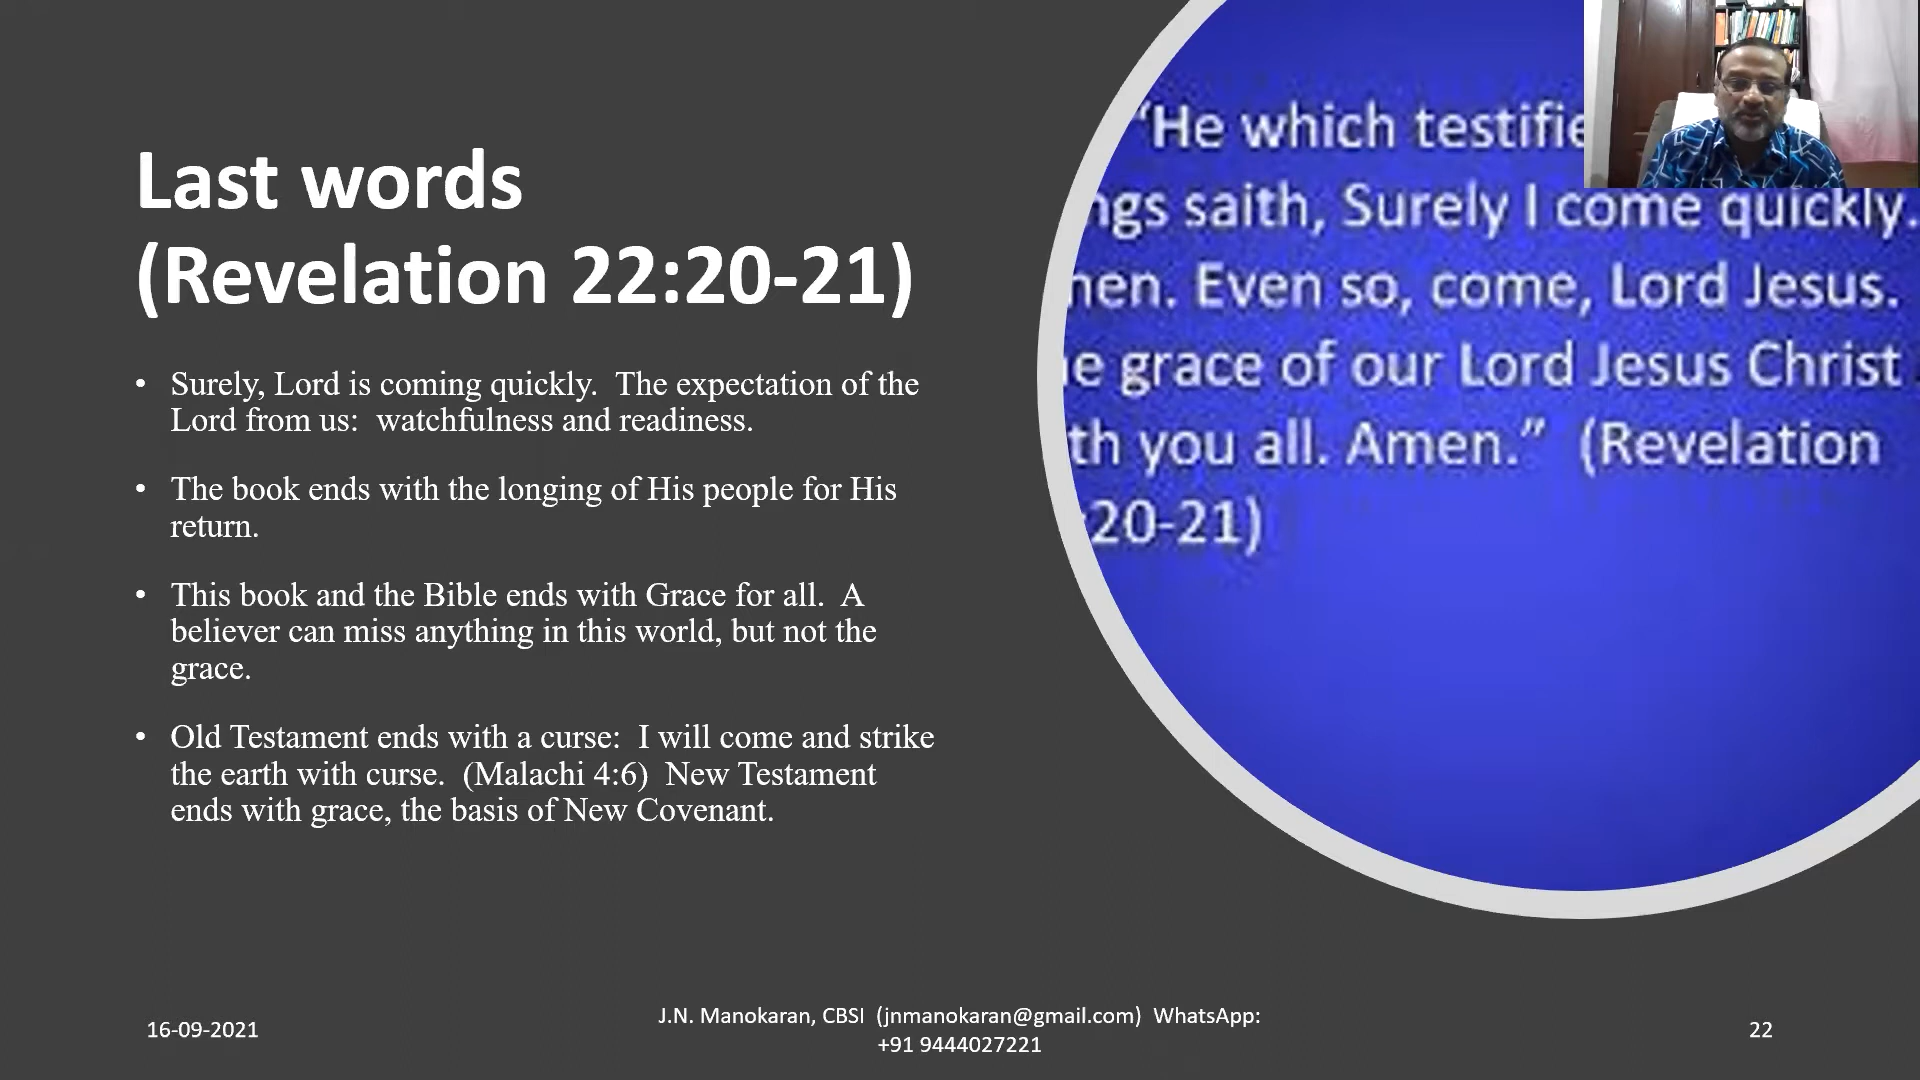 Last words
(Revelation 22:20-21)
• Surely, Lord is coming quickly.  The expectation of the
Lord from us:  watchfulness and readiness.
• The book ends with the longing of His people for His
return.
• This book and the Bible ends with Grace for all.  A
believer can miss anything in this world, but not the
grace.
• Old Testament ends with a curse:  I will come and strike
the earth with curse.  (Malachi 4:6)  New Testament
ends with grace, the basis of New Covenant.
“He which testifie
ngs saith, Surely I come quickly.
nen. Even so, come, Lord Jesus.
e grace of our Lord Jesus Christ
th you all. Amen.”  (Revelation
:20-21)
16-09-2021
J.N. Manokaran, CBSI  (jnmanokaran@gmail.com)  WhatsApp:
+91 9444027221
22